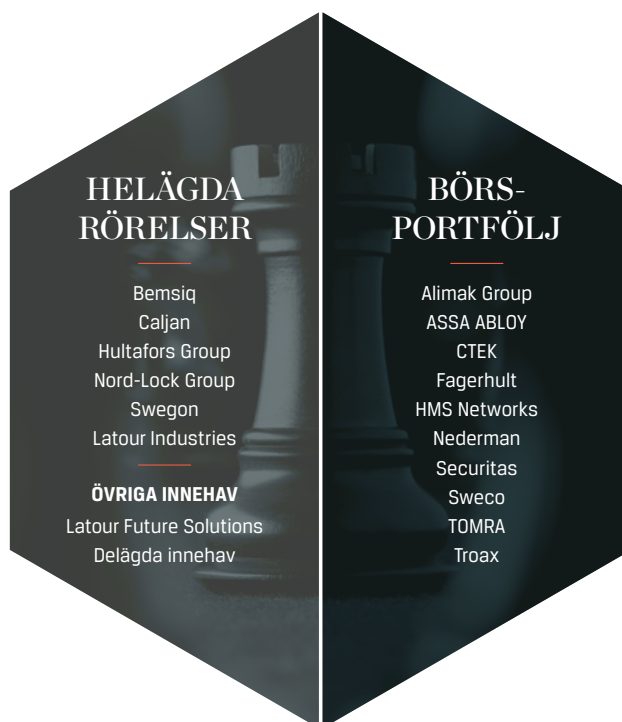 HELÄGDA
RÖRELSER
Bemsiq
Caljan
Hultafors Group
Nord-Lock Group
Swegon
Latour Industries
ÖVRIGA INNEHAV
Latour Future Solutions
Delägda innehav
BÖRS-
PORTFÖLJ
Alimak Group
ASSA ABLOY
CTEK
Fagerhult
HMS Networks
Nederman
Securitas
Sweco
TOMRA
Troax